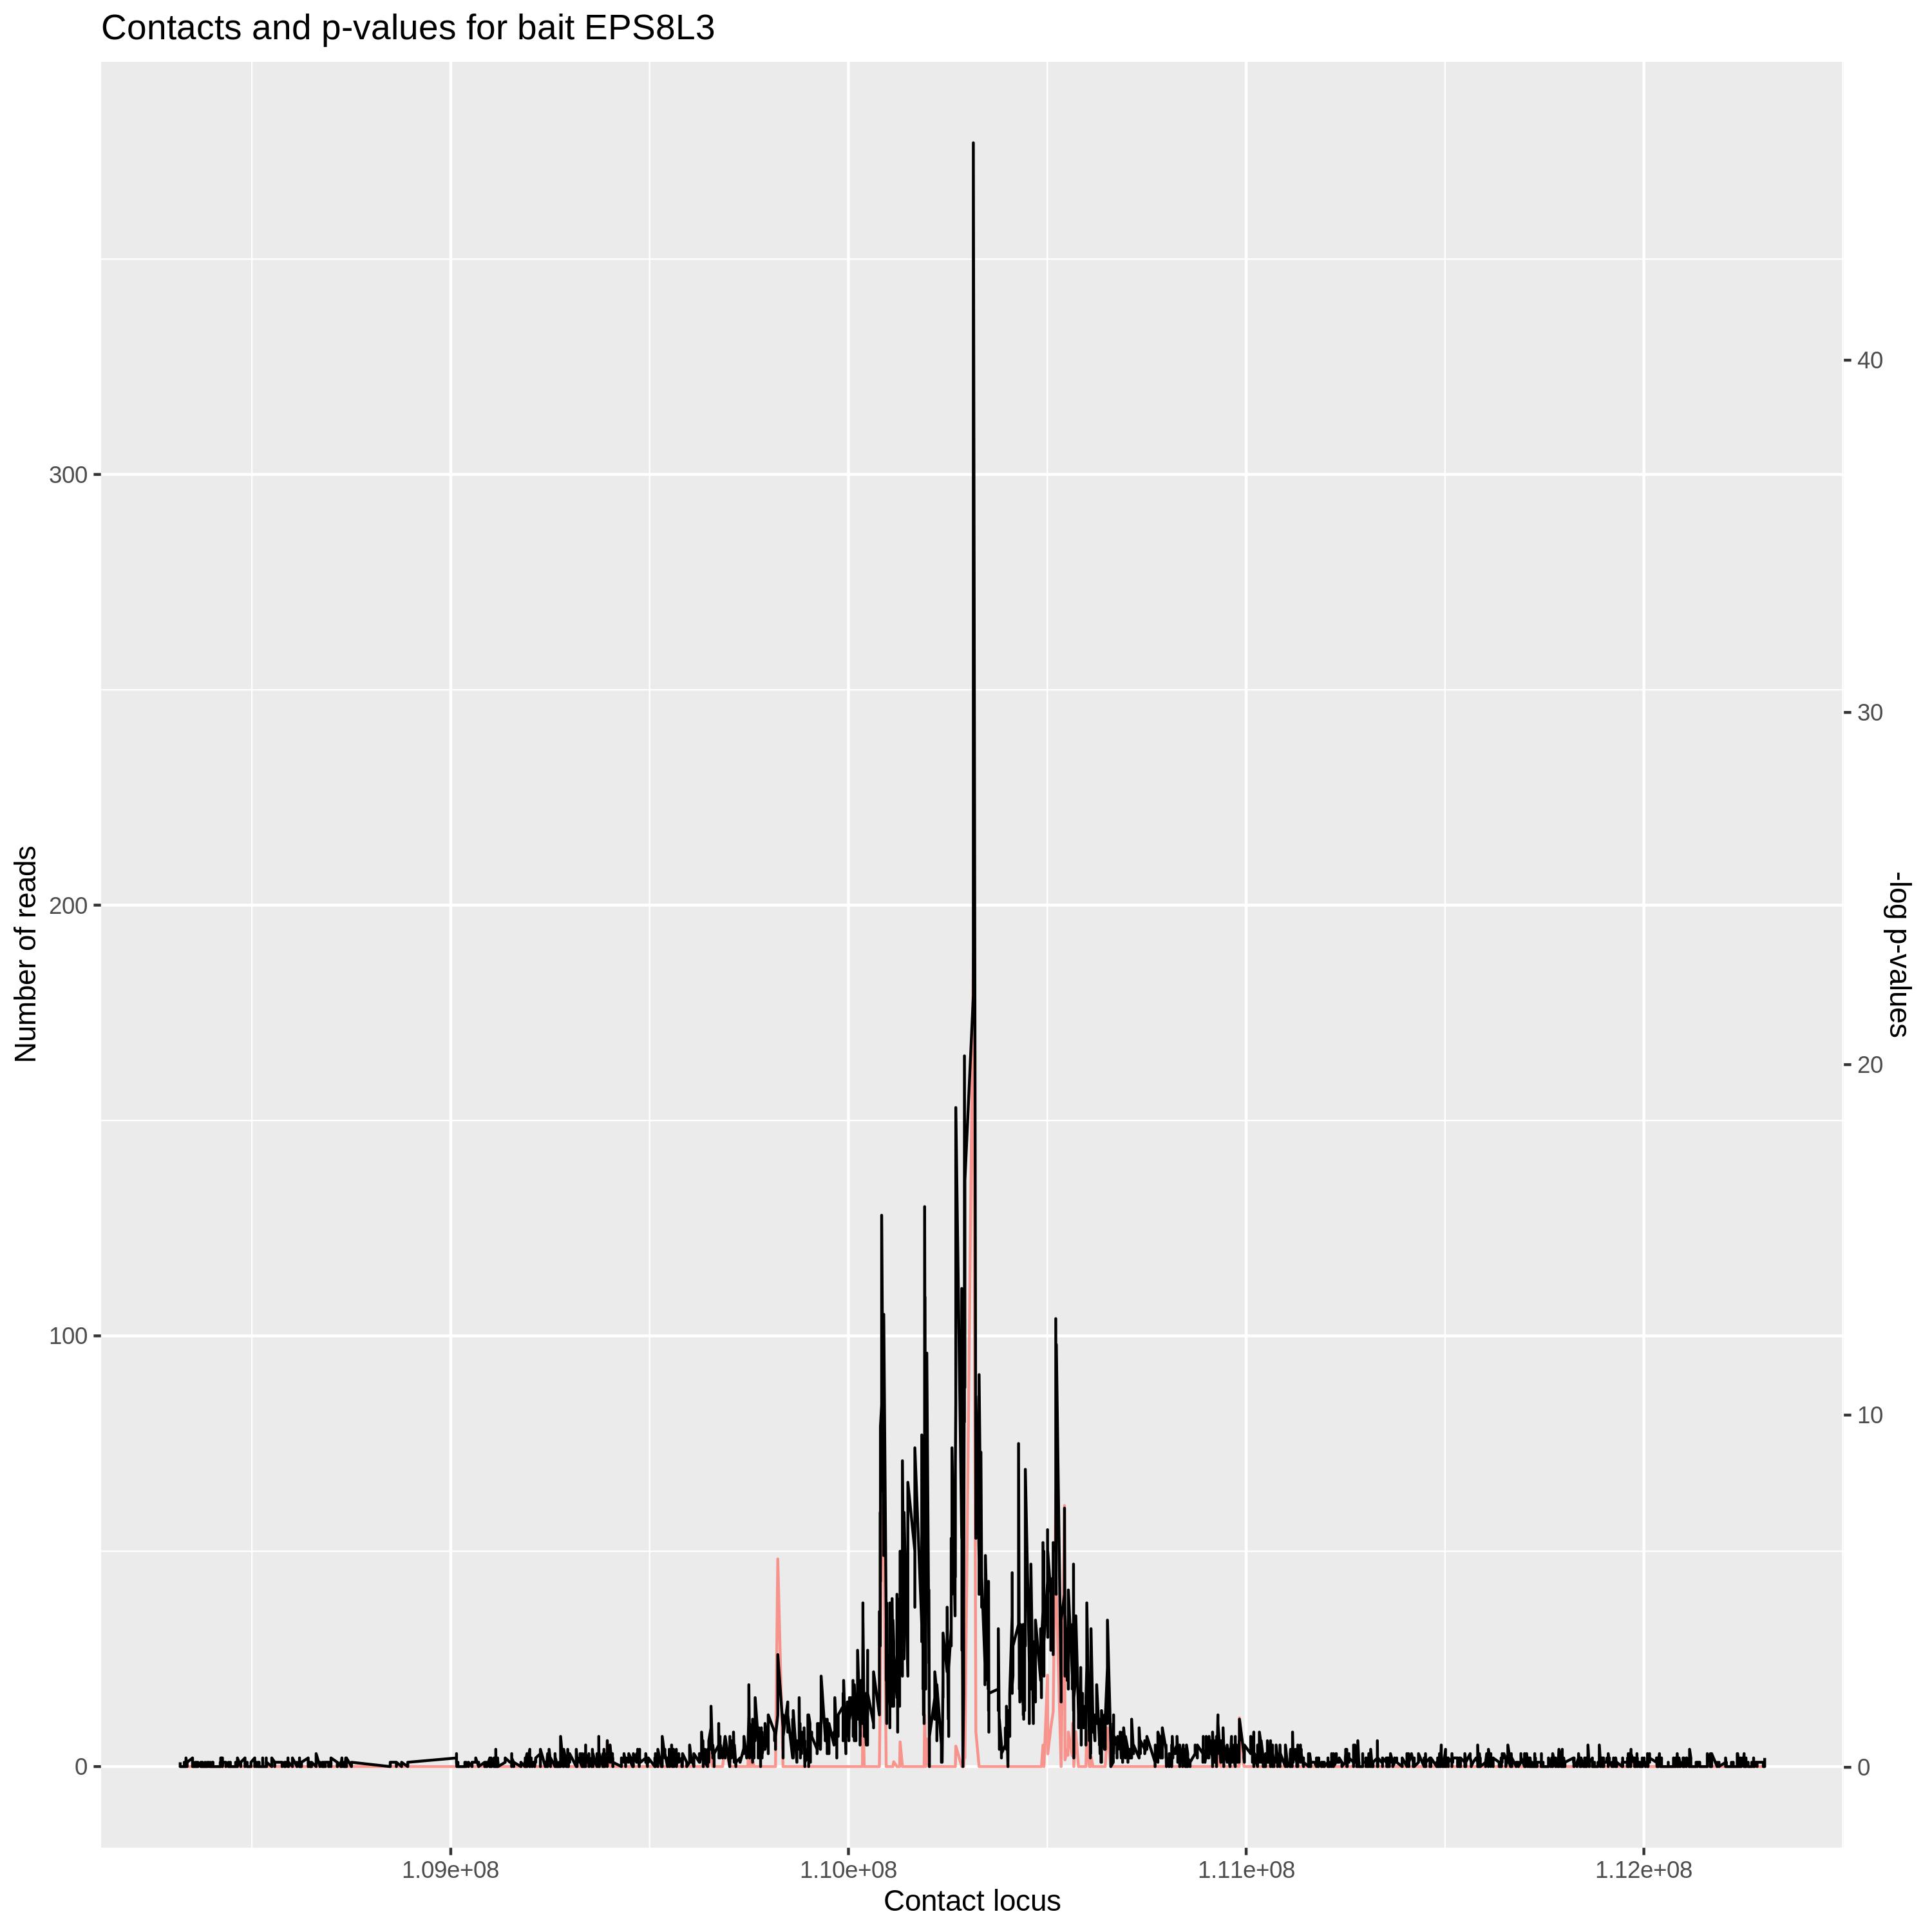 Contacts and p-values for bait EPS8L3
Number of reads
300
200
100
0
40
30
20
10
0
-log p-values
1.09e+08
1.10e+08
1.11e+08
1.12e+08
Contact locus